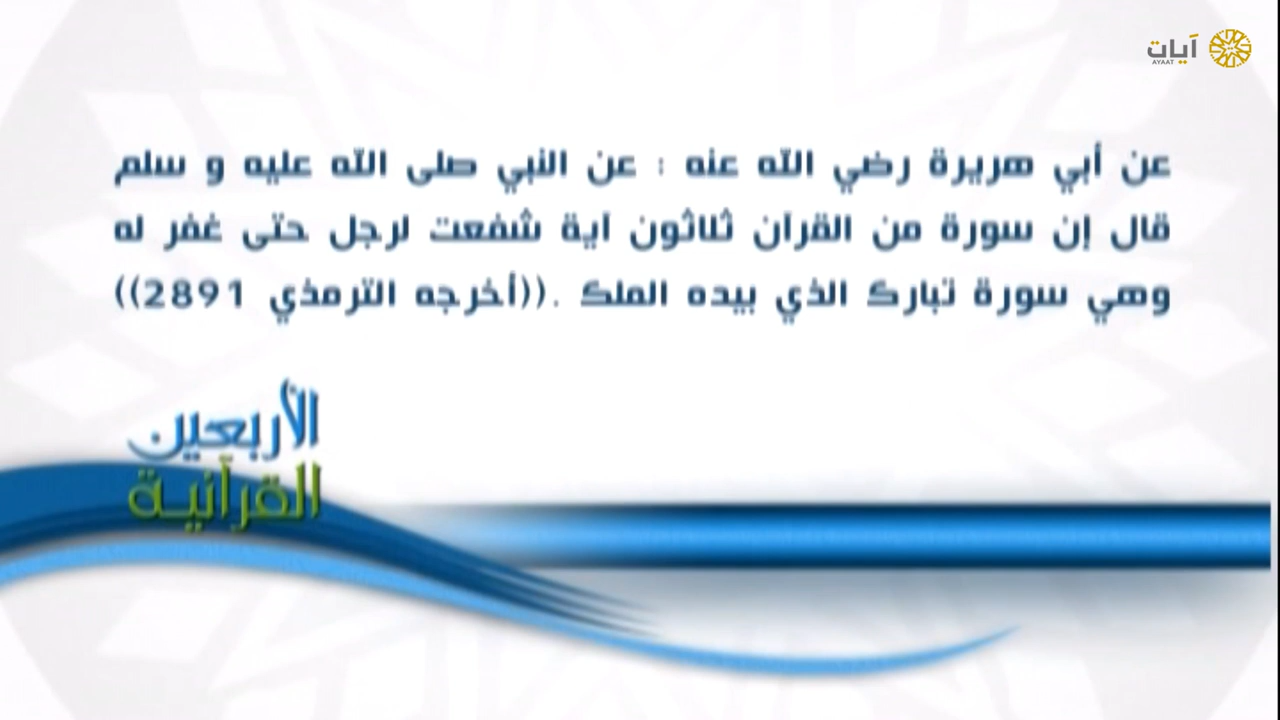 آيات
AYAAT
عن أبي هريرة رضي الله عنه : عن النبي صلى الله عليه و سلم
قال إن سورة من القرآن ثلاثون آية شفعت لرجل حتى غفر له
وهي سورة تبارك الذي بيده الملك .((أخرجه الترمذي 2891))
الأربعين
القرآنية